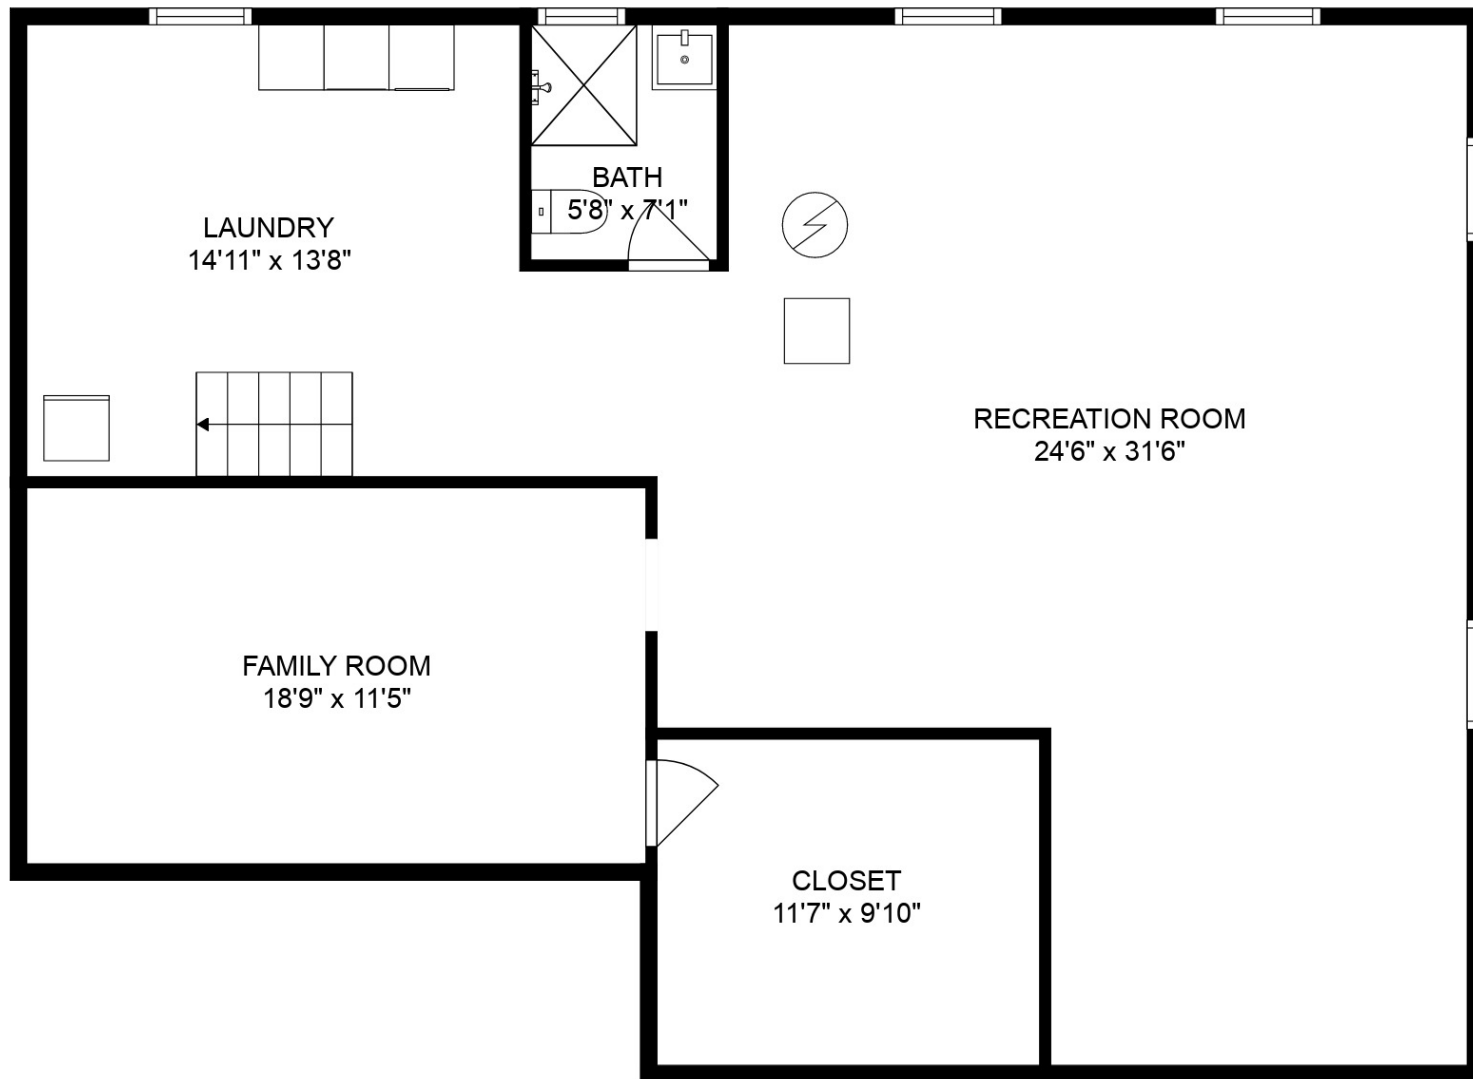 BATH
5'8" x 7'1"
LAUNDRY
14'11" x 13'8"
RECREATION ROOM
24'6" x 31'6"
FAMILY ROOM
18'9" x 11'5"
CLOSET
11'7" x 9'10"